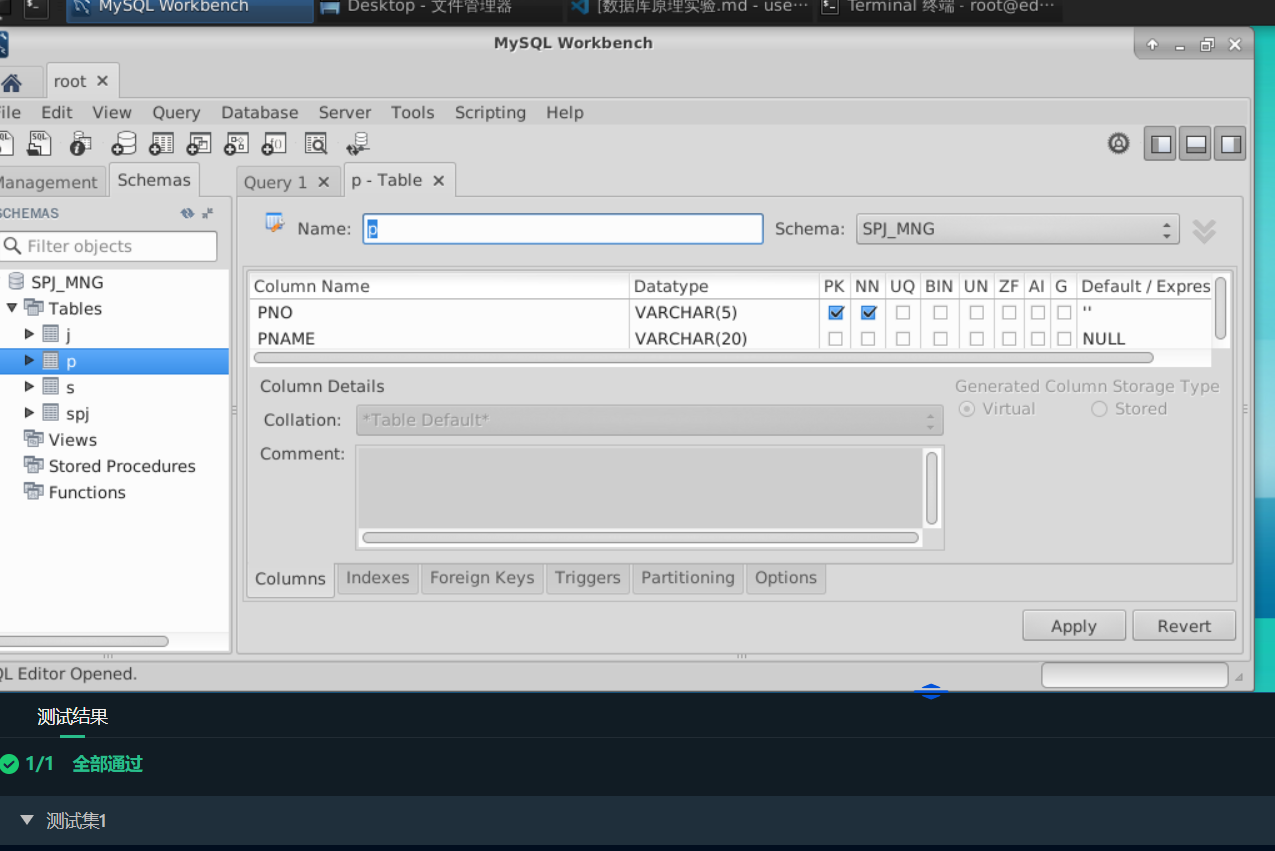 MySQL Workbench
Desktop - 文件管理器
[数据库原理实验.md - use···
Terminal 终端 - root@ed···
MySQL Workbench
root
File Edit View Query Database Server Tools Scripting Help
Management Schemas
Query 1
p - Table
SCHEMAS
Filter objects
SPJ_MNG
Tables
j
p
s
spj
Views
Stored Procedures
Functions
Name: p
Schema: SPJ_MNG
Column Name Datatype PK NN UQ BIN UN ZF AI G Default / Expres
PNO VARCHAR(5) ''
PNAME VARCHAR(20) NULL
Column Details
Generated Column Storage Type
Collation: *Table Default*
Virtual Stored
Comment:
Columns Indexes Foreign Keys Triggers Partitioning Options
Apply Revert
QL Editor Opened.
测试结果
1/1 全部通过
测试集1